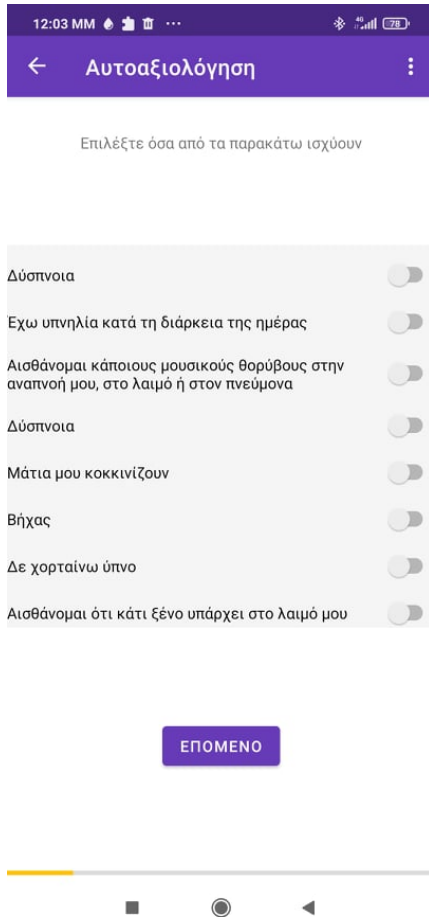 12:03 MM
78
Αυτοαξιολόγηση
Επιλέξτε όσα από τα παρακάτω ισχύουν
Δύσπνοια
Έχω υπνηλία κατά τη διάρκεια της ημέρας
Αισθάνομαι κάποιους μουσικούς θορύβους στην
αναπνοή μου, στο λαιμό ή στον πνεύμονα
Δύσπνοια
Μάτια μου κοκκινίζουν
Βήχας
Δε χορταίνω ύπνο
Αισθάνομαι ότι κάτι ξένο υπάρχει στο λαιμό μου
ΕΠΟΜΕΝΟ